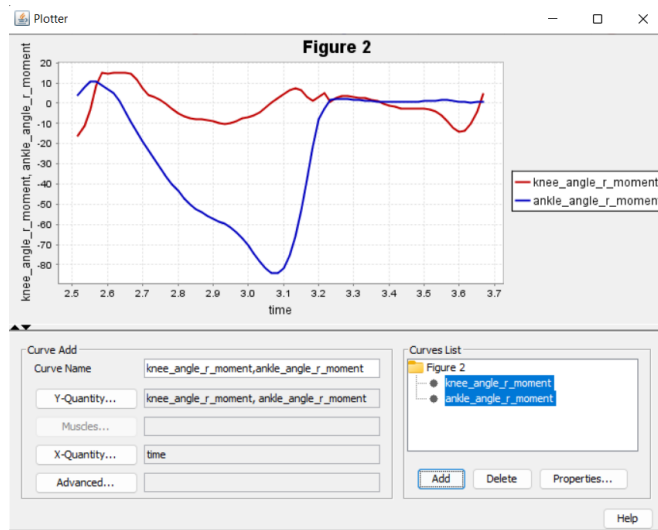 Plotter
Figure 2
knee_angle_r_moment, ankle_angle_r_moment
20
10
0
-10
-20
-30
-40
-50
-60
-70
-80
2.5 2.6 2.7 2.8 2.9 3.0 3.1 3.2 3.3 3.4 3.5 3.6 3.7
time
knee_angle_r_moment
ankle_angle_r_moment
Curve Add
Curve Name knee_angle_r_moment,ankle_angle_r_moment
Y-Quantity... knee_angle_r_moment, ankle_angle_r_moment
Muscles...
X-Quantity... time
Advanced...
Curves List
Figure 2
knee_angle_r_moment
ankle_angle_r_moment
Add Delete Properties...
Help